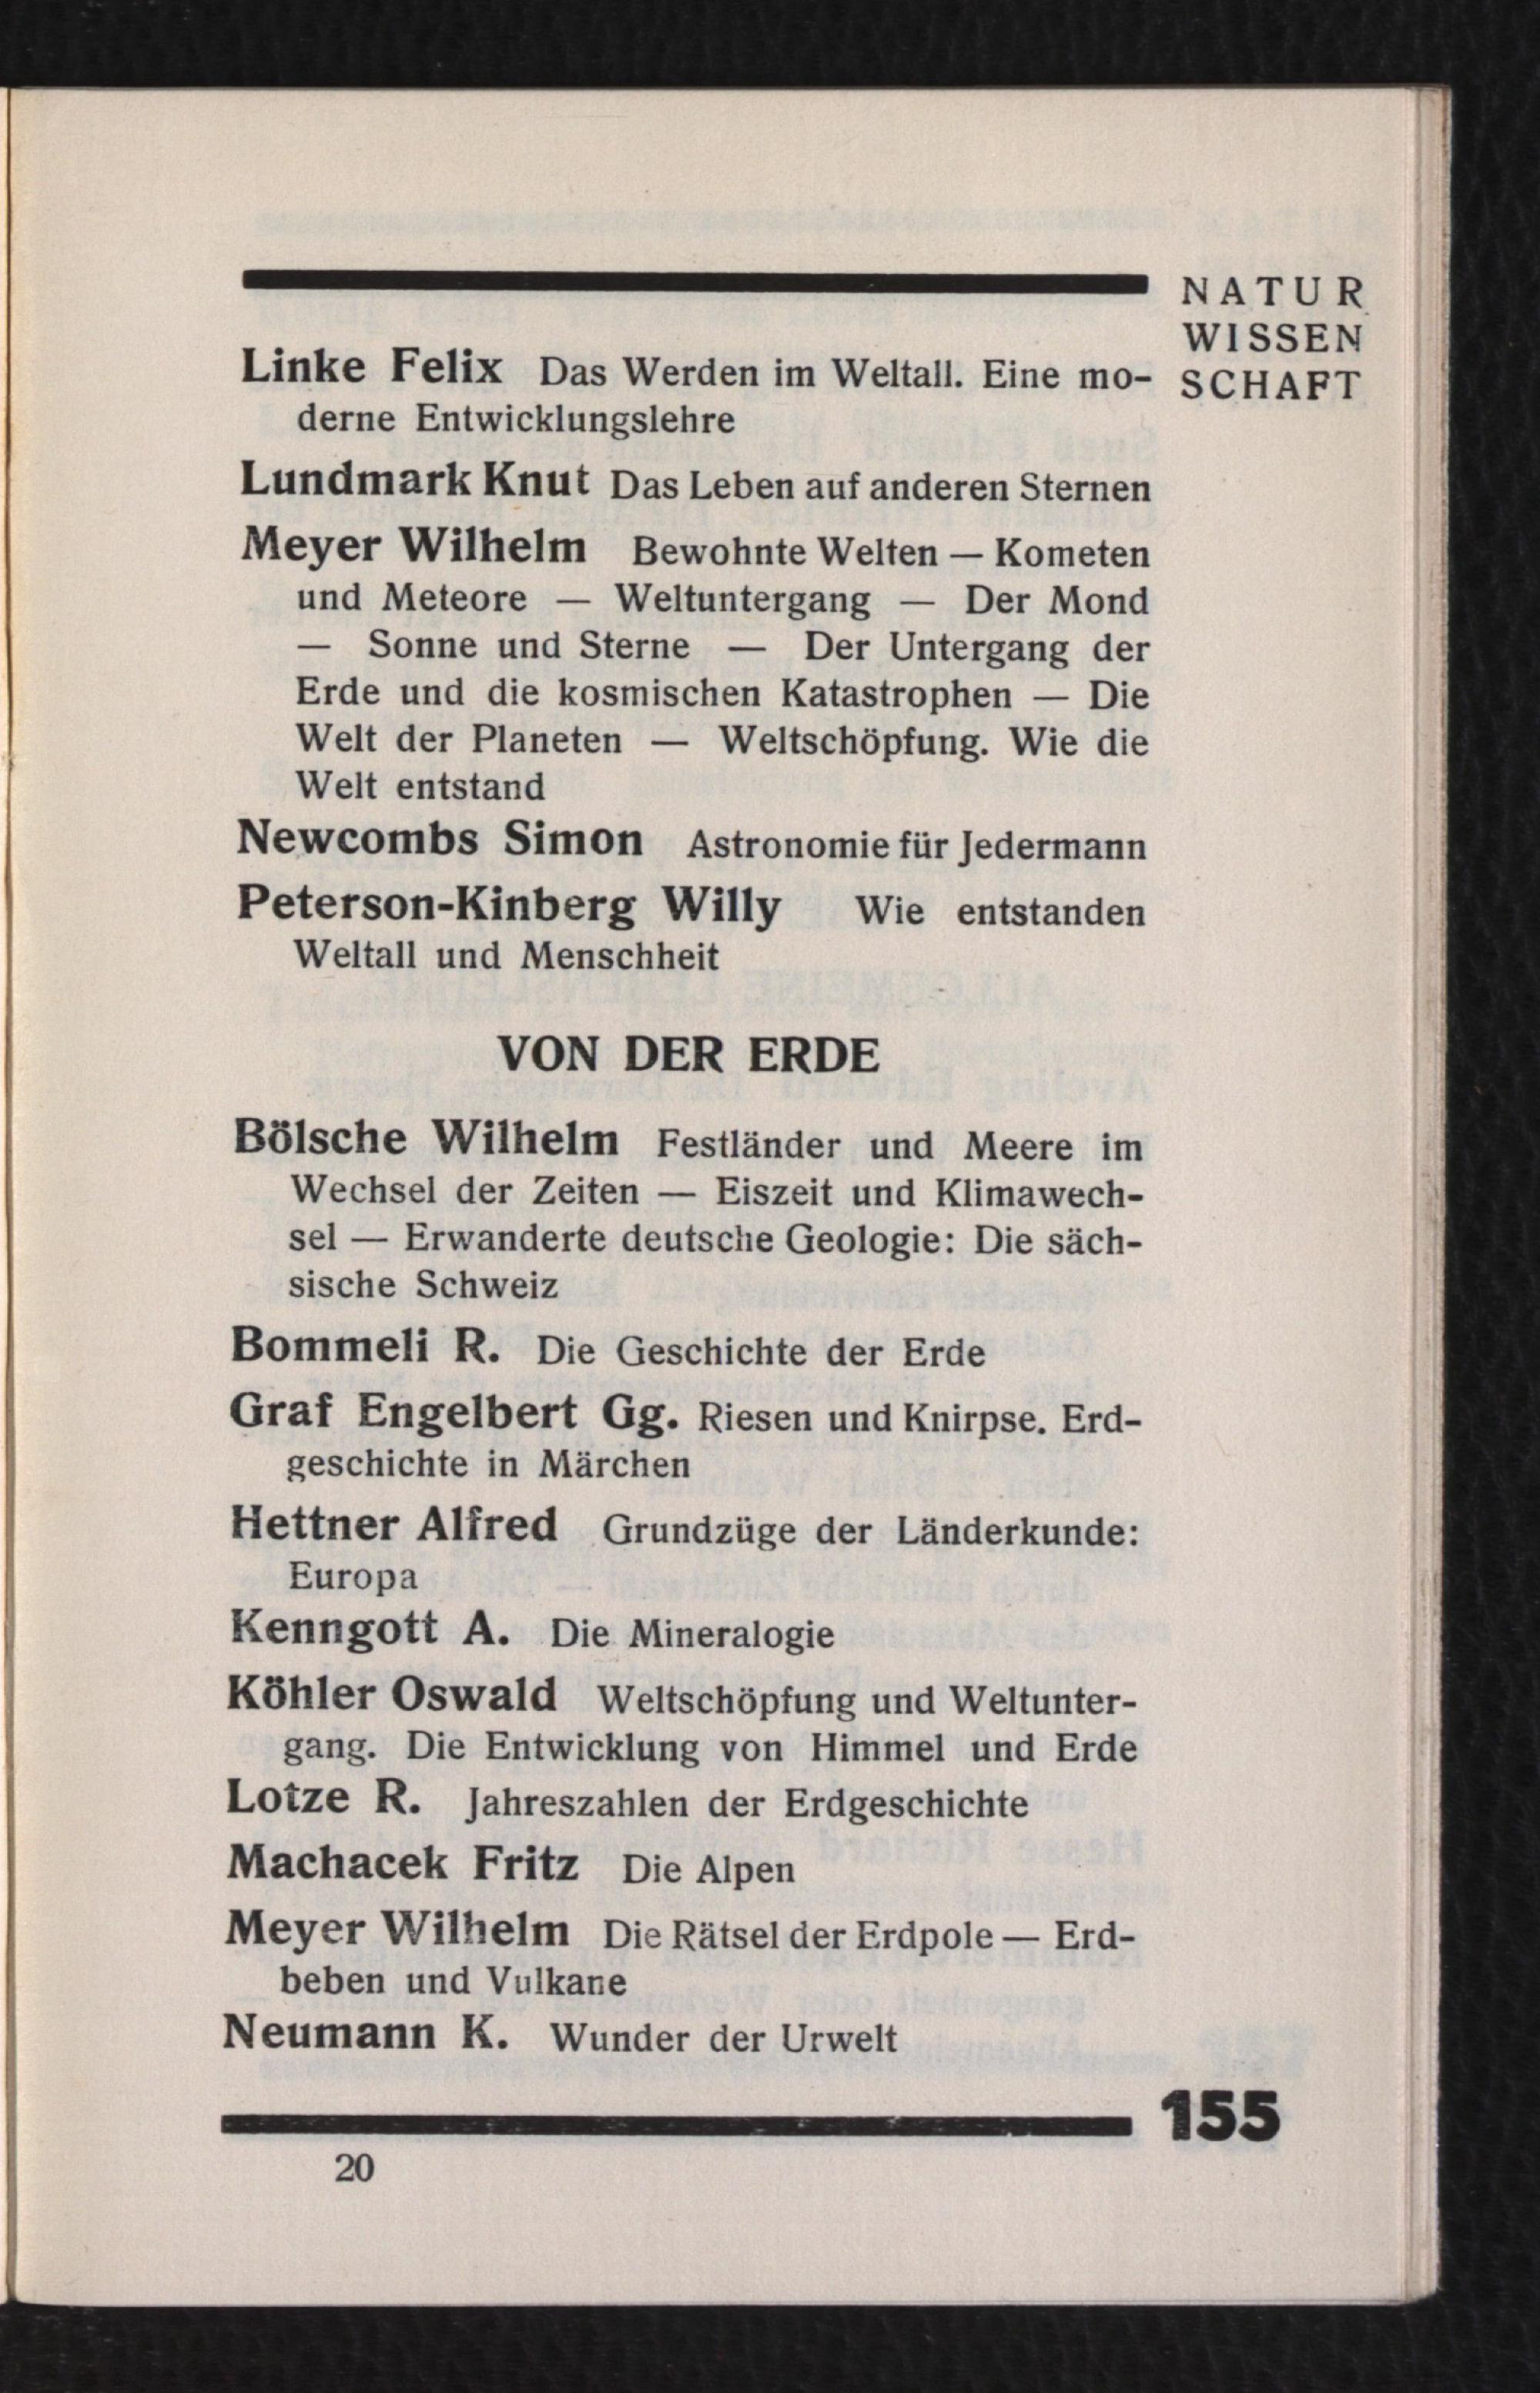 NATUR
WISSEN
SCHAFT
Linke Felix Das Werden im Weltall. Eine mo-
derne Entwicklungslehre
Lundmark Knut Das Leben auf anderen Sternen
Meyer Wilhelm Bewohnte Welten — Kometen
und Meteore — Weltuntergang — Der Mond
— Sonne und Sterne — Der Untergang der
Erde und die kosmischen Katastrophen — Die
Welt der Planeten — Weltschöpfung. Wie die
Welt entstand
Newcombs Simon Astronomie für Jedermann
Peterson-Kinberg Willy Wie entstanden
Weltall und Menschheit
VON DER ERDE
Bölsche Wilhelm Festländer und Meere im
Wechsel der Zeiten — Eiszeit und Klimawech-
sel — Erwanderte deutsche Geologie: Die säch-
sische Schweiz
Bommeli R. Die Geschichte der Erde
Graf Engelbert Gg. Riesen und Knirpse. Erd-
geschichte in Märchen
Hettner Alfred Grundzüge der Länderkunde:
Europa
Kenngott A. Die Mineralogie
Köhler Oswald Weltschöpfung und Weltunter-
gang. Die Entwicklung von Himmel und Erde
Lotze R. Jahreszahlen der Erdgeschichte
Machacek Fritz Die Alpen
Meyer Wilhelm Die Rätsel der Erdpole — Erd-
beben und Vulkane
Neumann K. Wunder der Urwelt
155
20